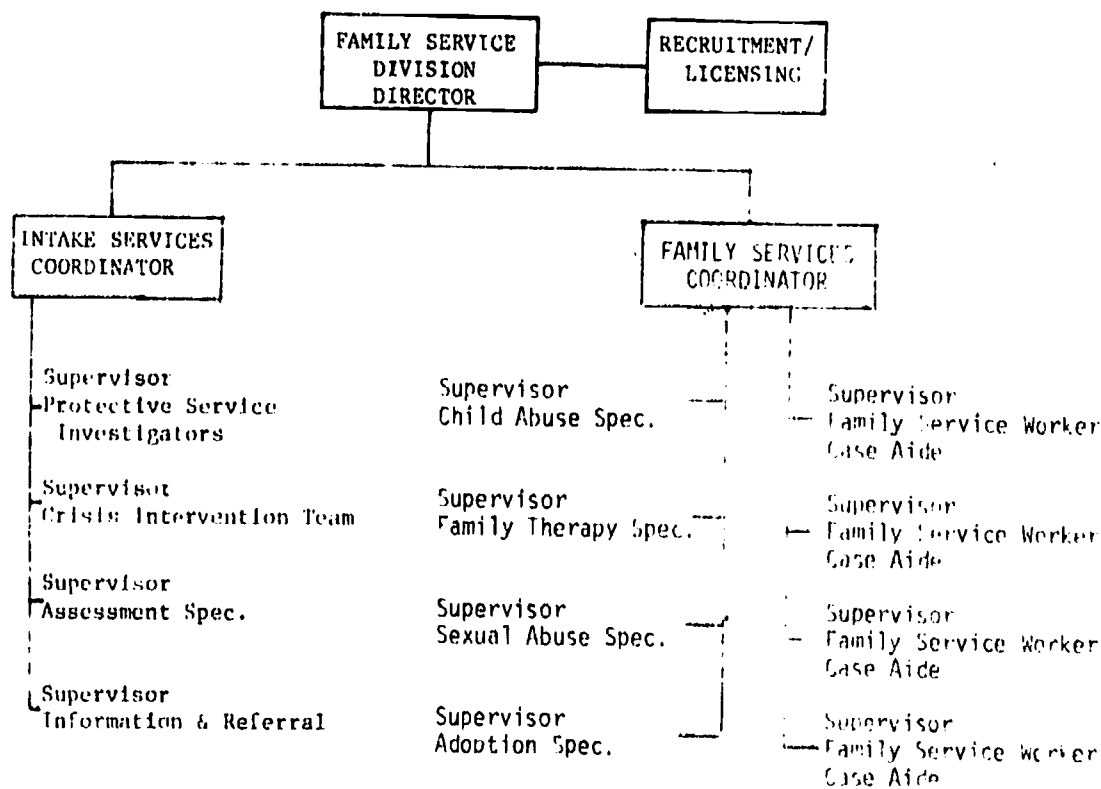 FAMILY SERVICE
DIVISION
DIRECTOR
RECRUITMENT/
LICENSING
INTAKE SERVICES
COORDINATOR
FAMILY SERVICES
COORDINATOR
Supervisor
Protective Service
Investigators
Supervisor
Crisis Intervention Team
Supervisor
Assessment Spec.
Supervisor
Information & Referral
Supervisor
Child Abuse Spec.
Supervisor
Family Therapy Spec.
Supervisor
Sexual Abuse Spec.
Supervisor
Adoption Spec.
Supervisor
Family Service Worker
Case Aide
Supervisor
Family Service Worker
Case Aide
Supervisor
Family Service Worker
Case Aide
Supervisor
Family Service Worker
Case Aide